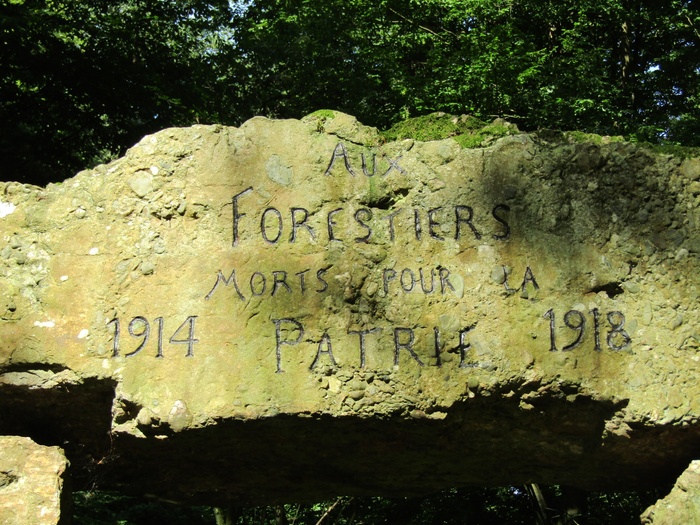 AUX
FORESTIERS
MORTS POUR LA
1914 PATRIE 1918